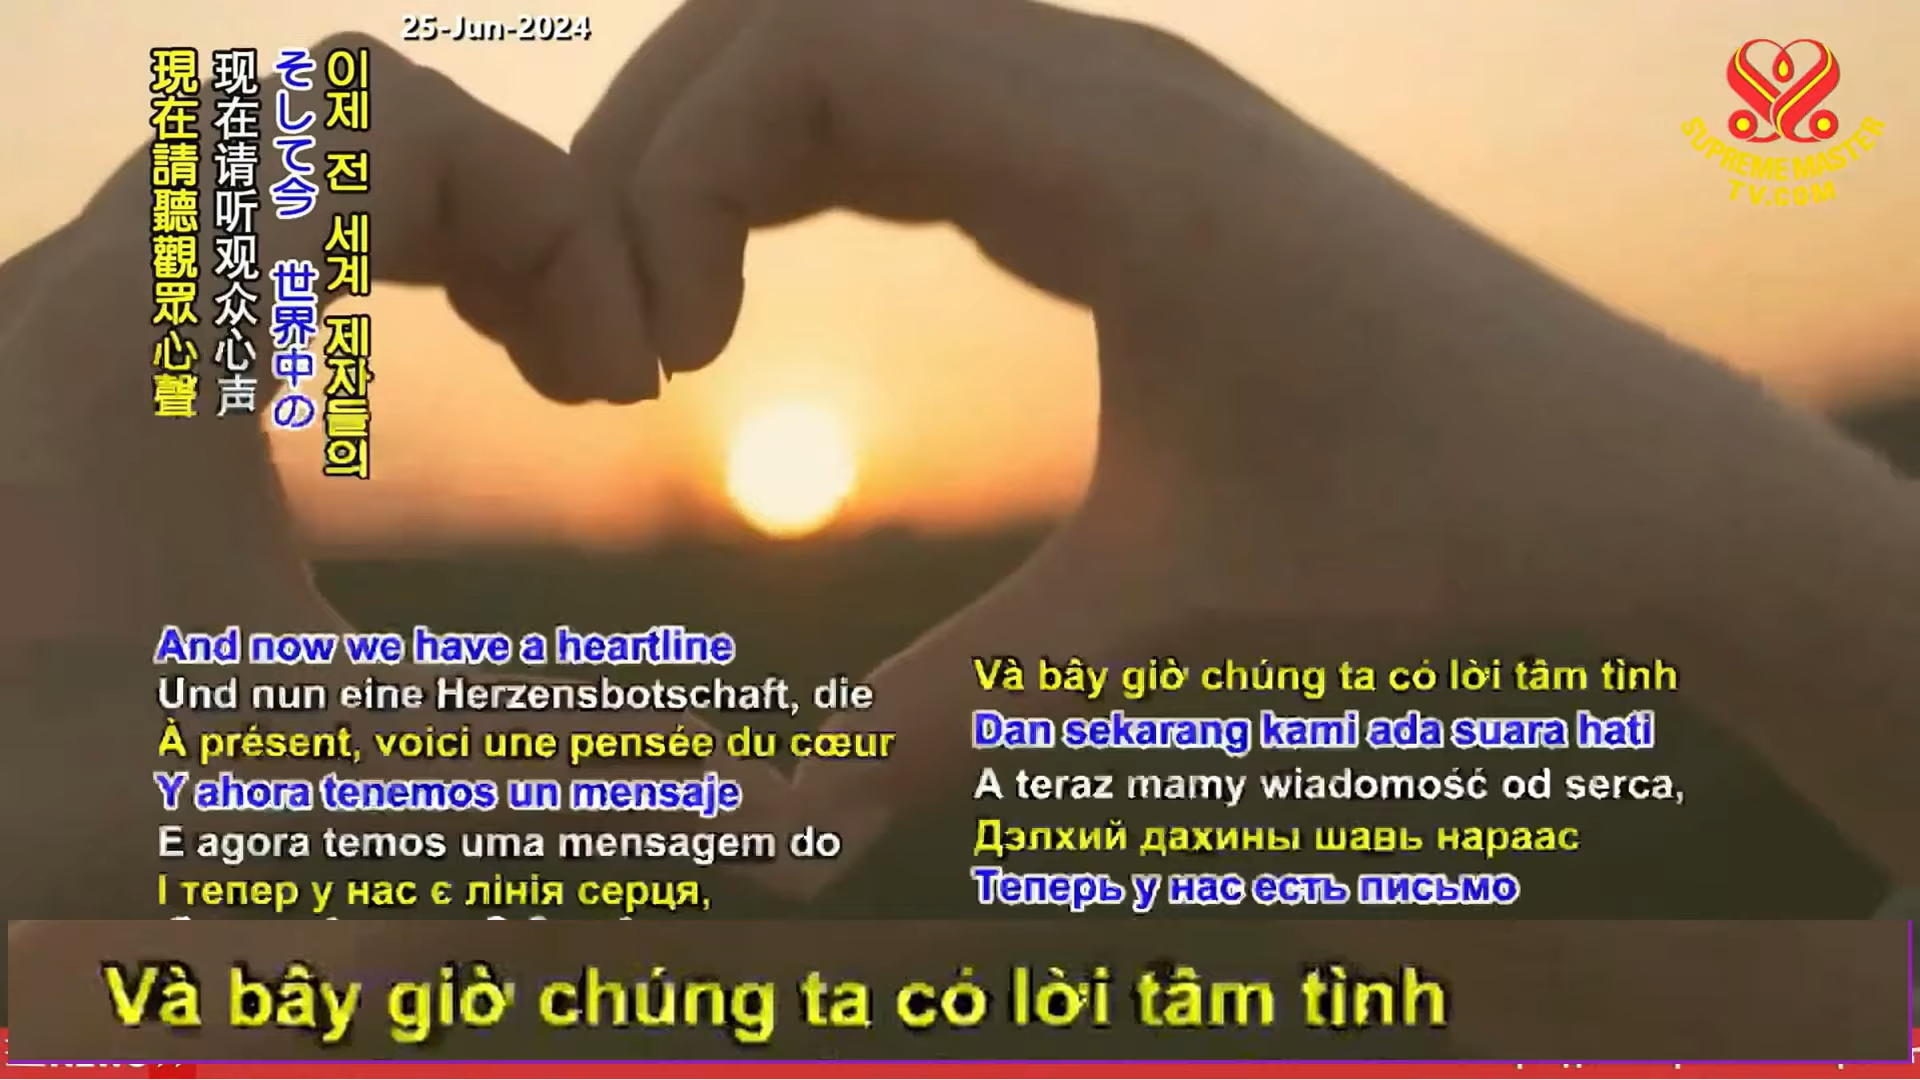 25-Jun-2024
現在請聽觀眾心聲
现在请听观众心声
そして今 世界中の
이제 전 세계 제자들의
SUPREME MASTER
TV.COM
And now we have a heartline
Und nun eine Herzensbotschaft, die
À présent, voici une pensée du cœur
Y ahora tenemos un mensaje
E agora temos uma mensagem do
І тепер у нас є лінія серця,
Và bây giờ chúng ta có lời tâm tình
Dan sekarang kami ada suara hati
A teraz mamy wiadomość od serca,
Дэлхий дахины шавь нараас
Теперь у нас есть письмо
Và bây giờ chúng ta có lời tâm tình